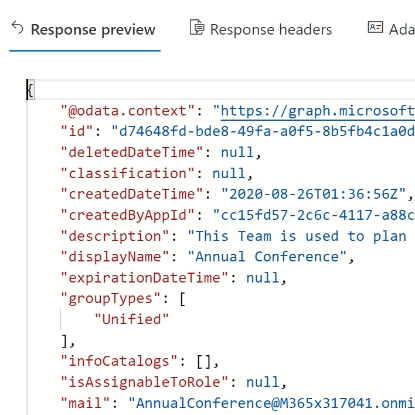 Response preview Response headers Ada
{
"@odata.context": "https://graph.microsoft
"id": "d74648fd-bde8-49fa-a0f5-8b5fb4c1a0d
"deletedDateTime": null,
"classification": null,
"createdDateTime": "2020-08-26T01:36:56Z",
"createdByAppId": "cc15fd57-2c6c-4117-a88c
"description": "This Team is used to plan
"displayName": "Annual Conference",
"expirationDateTime": null,
"groupTypes": [
"Unified"
],
"infoCatalogs": [],
"isAssignableToRole": null,
"mail": "AnnualConference@M365x317041.onmi